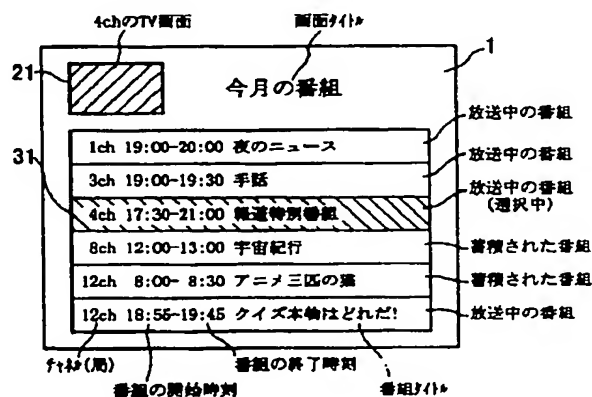 4chのTV画面
画面タイトル
21
1
今月の番組
31
1ch 19:00-20:00 夜のニュース
放送中の番組
3ch 19:00-19:30 手話
放送中の番組
4ch 17:30-21:00 報道特別番組
放送中の番組
(選択中)
8ch 12:00-13:00 宇宙紀行
蓄積された番組
12ch 8:00- 8:30 アニメ三匹の猫
蓄積された番組
12ch 18:55-19:45 クイズ本物はどれだ!
放送中の番組
チャネル(局)
番組の終了時刻
番組の開始時刻
番組タイトル